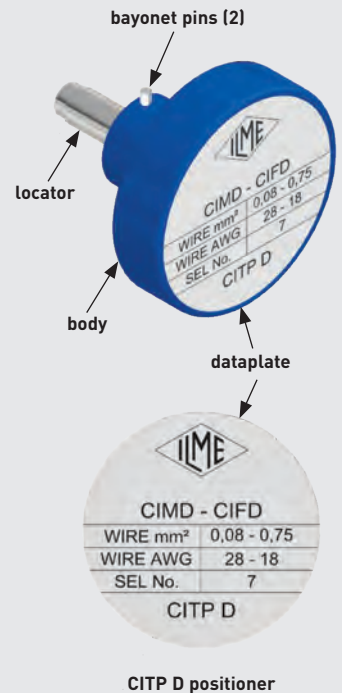 bayonet pins (2)
locator
ILME
CIMD - CIFD
WIRE mm² 0,08 - 0,75
WIRE AWG 28 - 18
SEL No. 7
CITP D
body
dataplate
ILME
CIMD - CIFD
WIRE mm² 0,08 - 0,75
WIRE AWG 28 - 18
SEL No. 7
CITP D
CITP D positioner